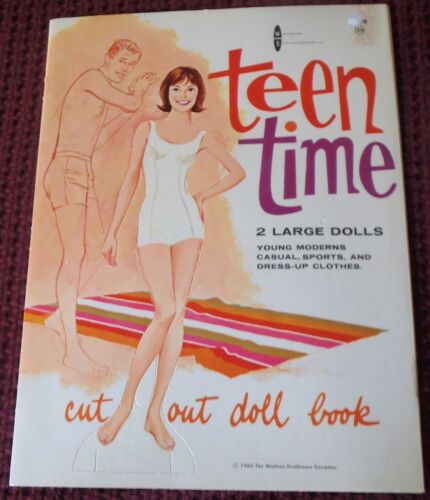 teen
time
2 LARGE DOLLS
YOUNG MODERNS
CASUAL, SPORTS, AND
DRESS-UP CLOTHES.
cut out doll book